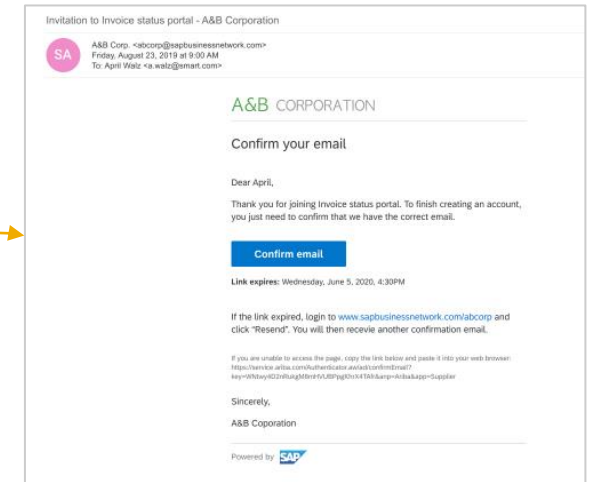 Invitation to Invoice status portal - A&B Corporation
SA
A&B Corp. <abcorp@sapbusinessnetwork.com>
Friday, August 23, 2019 at 9:00 AM
To: April Walz <a.walz@smart.com>
A&B CORPORATION
Confirm your email
Dear April,
Thank you for joining Invoice status portal. To finish creating an account,
you just need to confirm that we have the correct email.
Confirm email
Link expires: Wednesday, June 5, 2020, 4:30PM
If the link expired, login to www.sapbusinessnetwork.com/abcorp and
click "Resend". You will then recevie another confirmation email.
If you are unable to access the page, copy the link below and paste it into your web browser:
https://service.ariba.com/Authenticator.aw/ad/confirmEmail?
Sincerely,
A&B Coporation
Powered by SAP